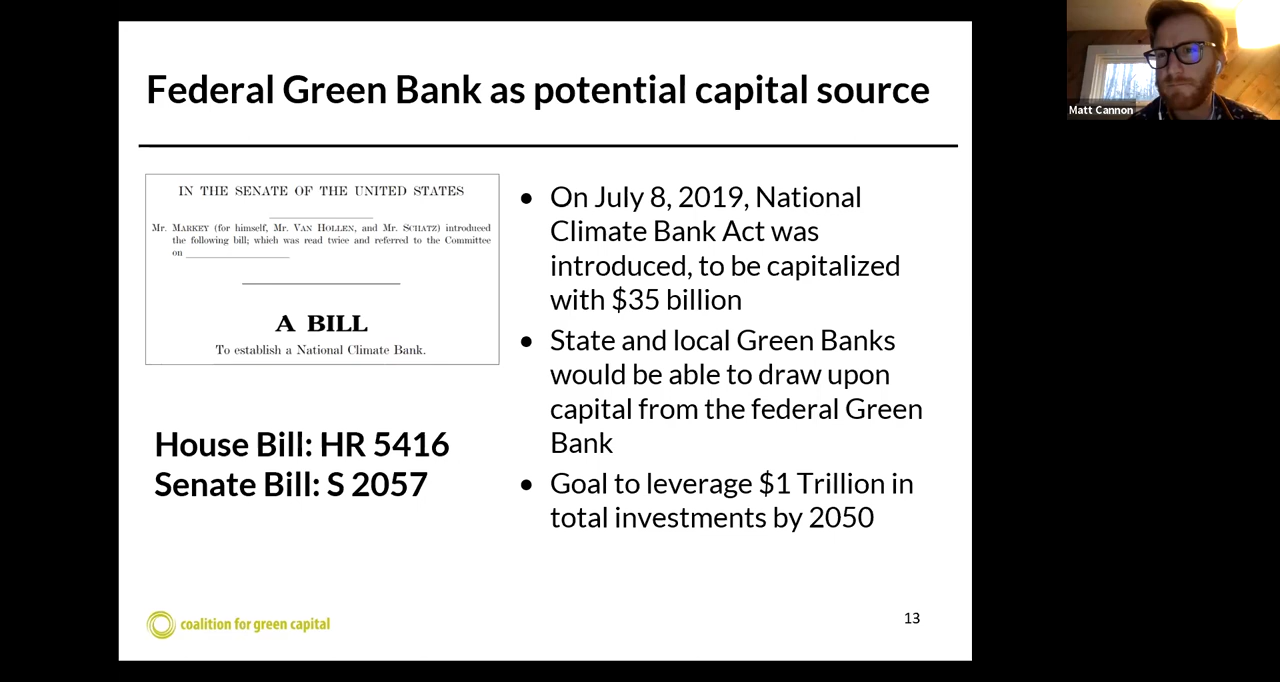 Federal Green Bank as potential capital source
IN THE SENATE OF THE UNITED STATES
Mr. MARKEY (for himself, Mr. VAN HOLLEN, and Mr. SCHATZ) introduced
the following bill; which was read twice and referred to the Committee
on
A BILL
To establish a National Climate Bank.
House Bill: HR 5416
Senate Bill: S 2057
● On July 8, 2019, National
Climate Bank Act was
introduced, to be capitalized
with $35 billion
● State and local Green Banks
would be able to draw upon
capital from the federal Green
Bank
● Goal to leverage $1 Trillion in
total investments by 2050
coalition for green capital
13
Matt Cannon